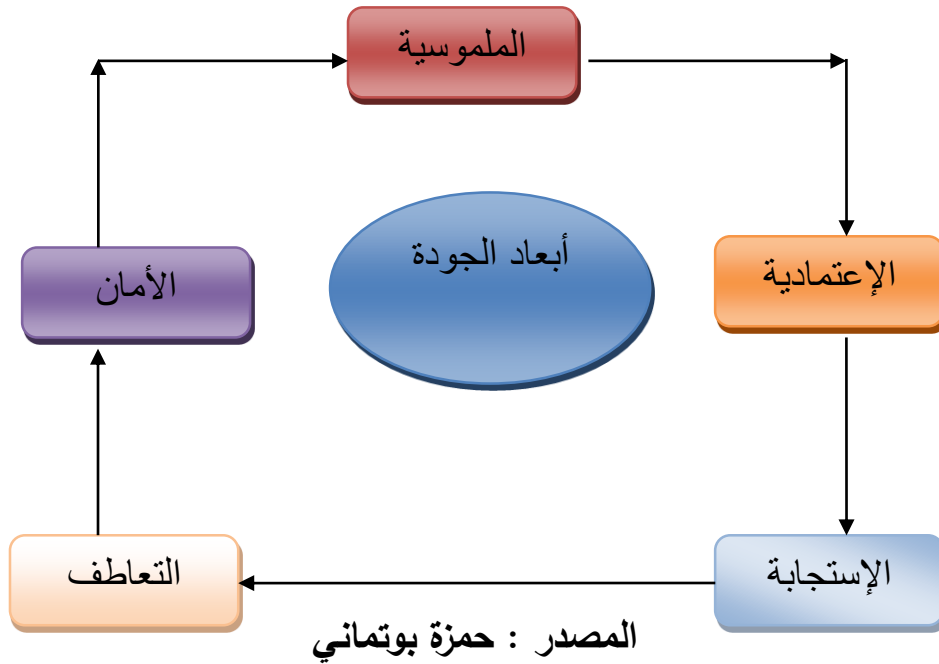 الملموسية
أبعاد الجودة
الأمان
الإعتمادية
التعاطف
الإستجابة
المصدر : حمزة بوتماني